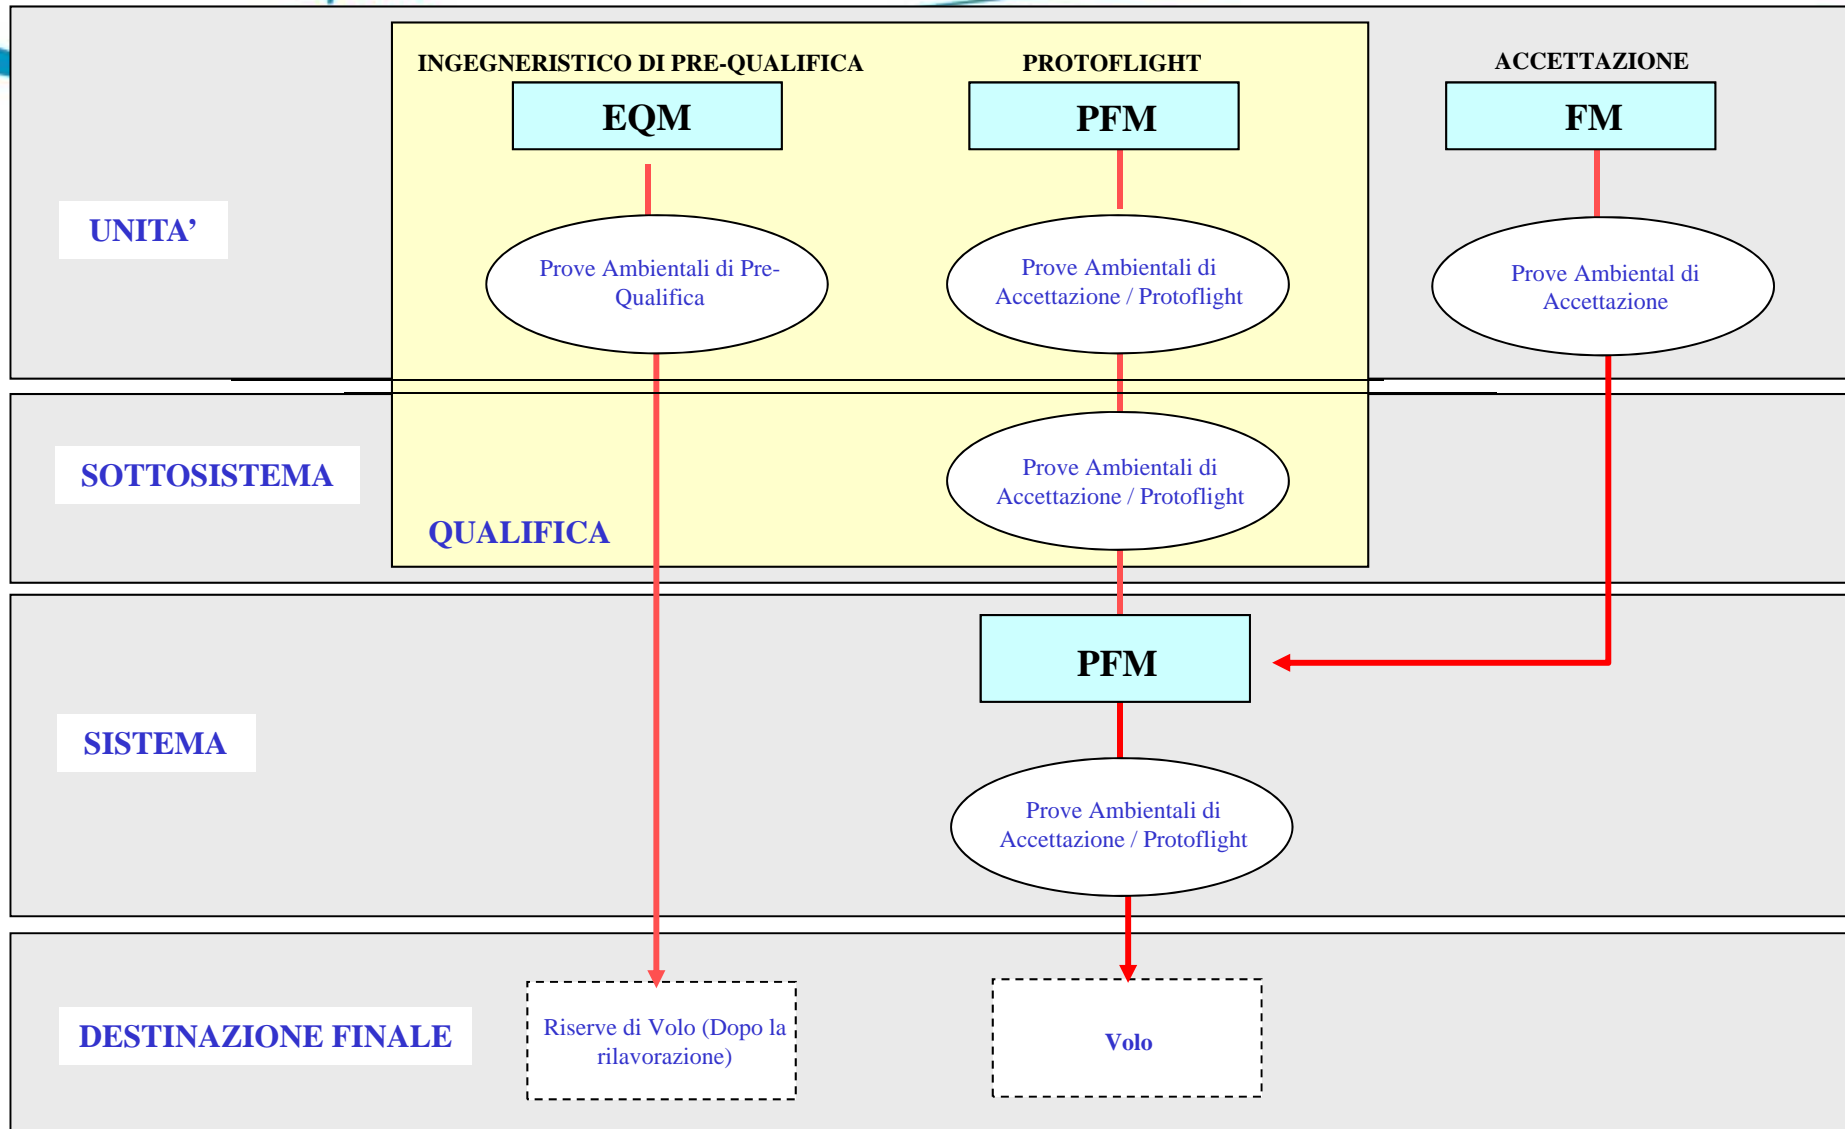 INGEGNERISTICO DI PRE-QUALIFICA
PROTOFLIGHT
ACCETTAZIONE
EQM
PFM
FM
UNITA’
Prove Ambientali di Pre-
Qualifica
Prove Ambientali di
Accettazione / Protoflight
Prove Ambiental di
Accettazione
SOTTOSISTEMA
Prove Ambientali di
Accettazione / Protoflight
QUALIFICA
PFM
SISTEMA
Prove Ambientali di
Accettazione / Protoflight
DESTINAZIONE FINALE
Riserve di Volo (Dopo la
rilavorazione)
Volo